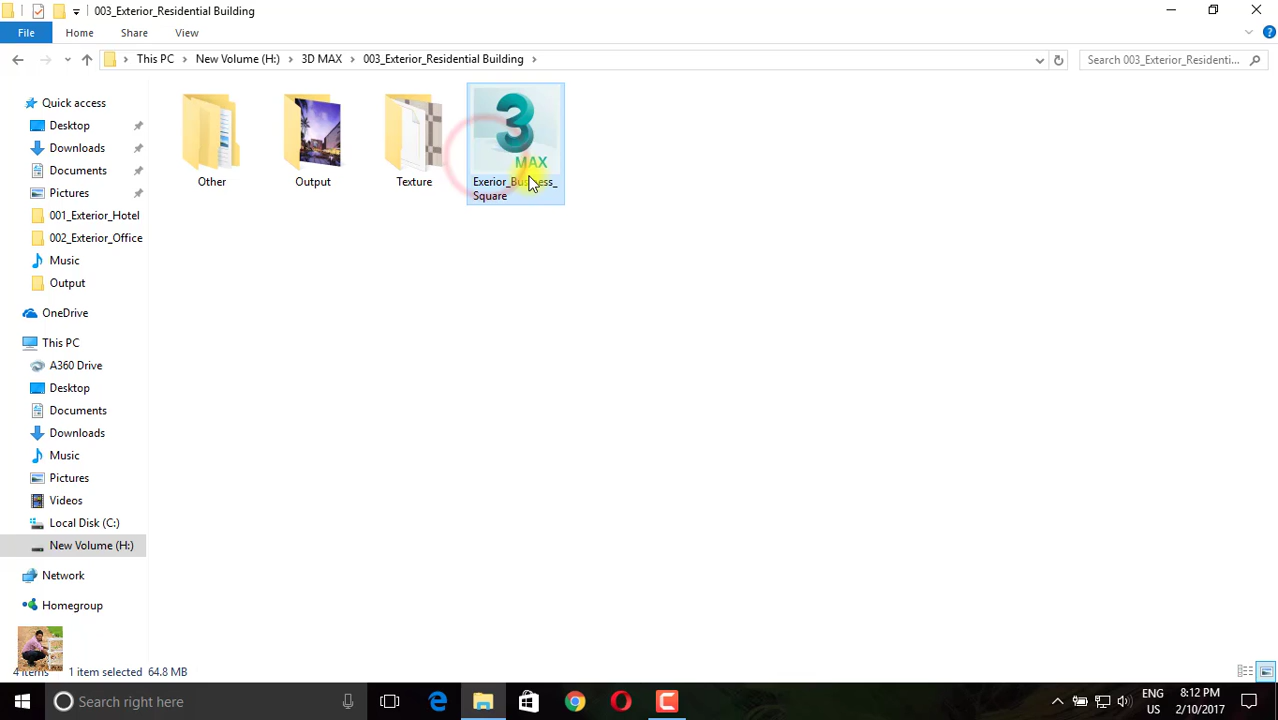 003_Exterior_Residential Building
File Home Share View
This PC New Volume (H:) 3D MAX 003_Exterior_Residential Building
Search 003_Exterior_Residenti...
Quick access
Desktop
Downloads
Documents
Pictures
001_Exterior_Hotel
002_Exterior_Office
Music
Output
OneDrive
This PC
A360 Drive
Desktop
Documents
Downloads
Music
Pictures
Videos
Local Disk (C:)
New Volume (H:)
Network
Homegroup
3
MAX
Other
Output
Texture
Square
4 items 1 item selected 64.8 MB
Search right here
ENG
US
8:12 PM
2/10/2017